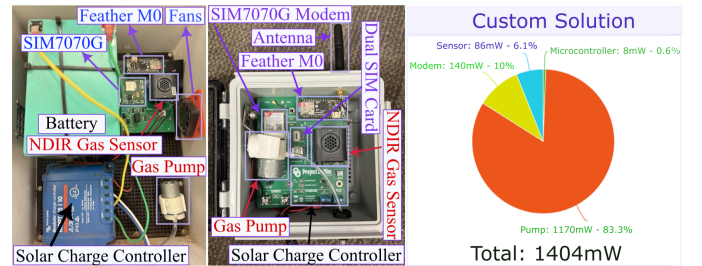 Feather M0
Fans
SIM7070G
Battery
NDIR Gas Sensor
Gas Pump
Solar Charge Controller
SIM7070G Modem
Antenna
Feather M0
Dual SIM Card
NDIR Gas Sensor
Gas Pump
Solar Charge Controller
Custom Solution
Sensor: 86mW - 6.1%
Microcontroller: 8mW - 0.6%
Modem: 140mW - 10%
Pump: 1170mW - 83.3%
Total: 1404mW